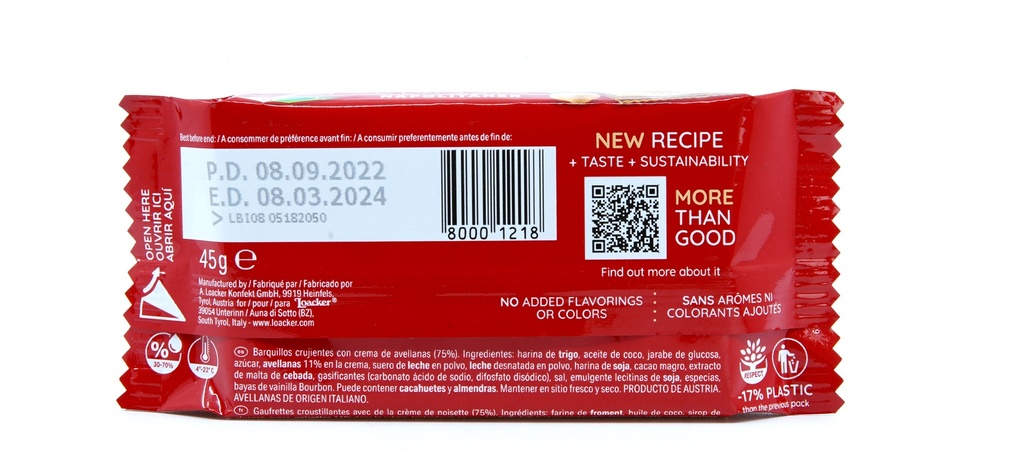 NAPOLITANER
Best before end: / A consommer de préférence avant fin: / A consumir preferentemente antes de fin de:
P.D. 08.09.2022
E.D. 08.03.2024
> LBI08 05182050
8000 1218
OPEN HERE
OUVRIR ICI
ABRIR AQUÍ
45g ℮
Manufactured by / Fabriqué par / Fabricado por
A. Loacker Konfekt GmbH, 9919 Heinfels,
Tyrol, Austria for / pour / para Loacker®
39054 Unterinn / Auna di Sotto (BZ),
South Tyrol, Italy - www.loacker.com
NEW RECIPE
+ TASTE + SUSTAINABILITY
MORE
THAN
GOOD
Find out more about it
NO ADDED FLAVORINGS
OR COLORS
SANS ARÔMES NI
COLORANTS AJOUTÉS
%
30-70%
4°-22°C
ES Barquillos crujientes con crema de avellanas (75%). Ingredientes: harina de trigo, aceite de coco, jarabe de glucosa,
azúcar, avellanas 11% en la crema, suero de leche en polvo, leche desnatada en polvo, harina de soja, cacao magro, extracto
de malta de cebada, gasificantes (carbonato ácido de sodio, difosfato disódico), sal, emulgente lecitinas de soja, especias,
bayas de vainilla Bourbon. Puede contener cacahuetes y almendras. Mantener en sitio fresco y seco. PRODUCTO DE AUSTRIA.
AVELLANAS DE ORIGEN ITALIANO.
FR Gaufrettes croustillantes avec de la crème de noisette (75%). Ingrédients: farine de froment, huile de coco, sirop de
RESPECT
-17% PLASTIC
than the previous pack